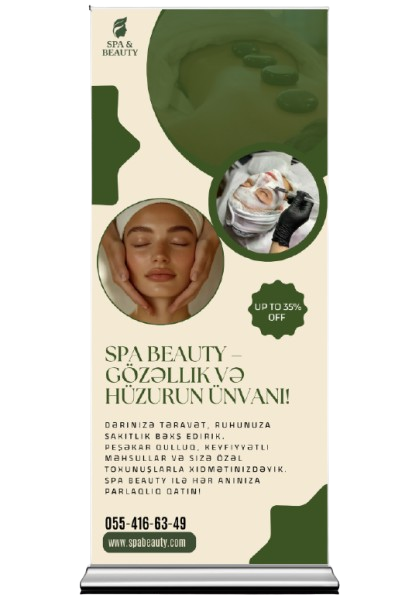 SPA &
BEAUTY
UP TO 35%
OFF
SPA BEAUTY –
GÖZƏLLIK VƏ
HÜZURUN ÜNVANI!
DƏRINIZƏ TƏRAVƏT, RUHUNUZA
SAKITLIK BƏXŞ EDIRIK.
PEŞƏKAR QULLUQ, KEYFIYYƏTLI
MƏHSULLAR VƏ SIZƏ ÖZƏL
TOXUNUŞLARLA XIDMƏTINIZDƏYIK.
SPA BEAUTY ILƏ HƏR ANINIZA
PARLAQLIQ QATIN!
055-416-63-49
www.spabeauty.com